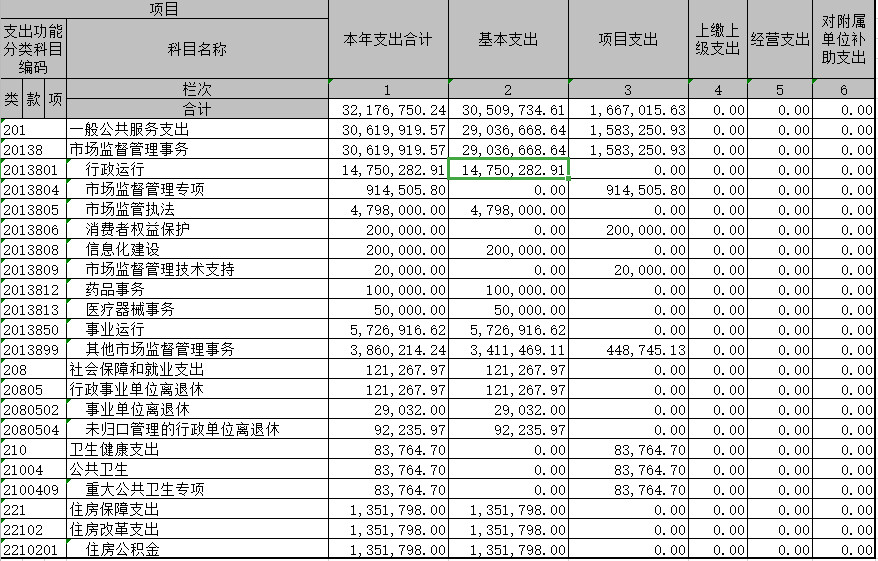 项目
本年支出合计
基本支出
项目支出
上缴上
级支出
经营支出
对附属
单位补
助支出
支出功能
分类科目
编码
科目名称
类 款 项
栏次 1 2 3 4 5 6
合计 32,176,750.24 30,509,734.61 1,667,015.63 0.00 0.00 0.00
201 一般公共服务支出 30,619,919.57 29,036,668.64 1,583,250.93 0.00 0.00 0.00
20138 市场监督管理事务 30,619,919.57 29,036,668.64 1,583,250.93 0.00 0.00 0.00
2013801 行政运行 14,750,282.91 14,750,282.91 0.00 0.00 0.00 0.00
2013804 市场监督管理专项 914,505.80 0.00 914,505.80 0.00 0.00 0.00
2013805 市场监管执法 4,798,000.00 4,798,000.00 0.00 0.00 0.00 0.00
2013806 消费者权益保护 200,000.00 0.00 200,000.00 0.00 0.00 0.00
2013808 信息化建设 200,000.00 200,000.00 0.00 0.00 0.00 0.00
2013809 市场监督管理技术支持 20,000.00 0.00 20,000.00 0.00 0.00 0.00
2013812 药品事务 100,000.00 100,000.00 0.00 0.00 0.00 0.00
2013813 医疗器械事务 50,000.00 50,000.00 0.00 0.00 0.00 0.00
2013850 事业运行 5,726,916.62 5,726,916.62 0.00 0.00 0.00 0.00
2013899 其他市场监督管理事务 3,860,214.24 3,411,469.11 448,745.13 0.00 0.00 0.00
208 社会保障和就业支出 121,267.97 121,267.97 0.00 0.00 0.00 0.00
20805 行政事业单位离退休 121,267.97 121,267.97 0.00 0.00 0.00 0.00
2080502 事业单位离退休 29,032.00 29,032.00 0.00 0.00 0.00 0.00
2080504 未归口管理的行政单位离退休 92,235.97 92,235.97 0.00 0.00 0.00 0.00
210 卫生健康支出 83,764.70 0.00 83,764.70 0.00 0.00 0.00
21004 公共卫生 83,764.70 0.00 83,764.70 0.00 0.00 0.00
2100409 重大公共卫生专项 83,764.70 0.00 83,764.70 0.00 0.00 0.00
221 住房保障支出 1,351,798.00 1,351,798.00 0.00 0.00 0.00 0.00
22102 住房改革支出 1,351,798.00 1,351,798.00 0.00 0.00 0.00 0.00
2210201 住房公积金 1,351,798.00 1,351,798.00 0.00 0.00 0.00 0.00